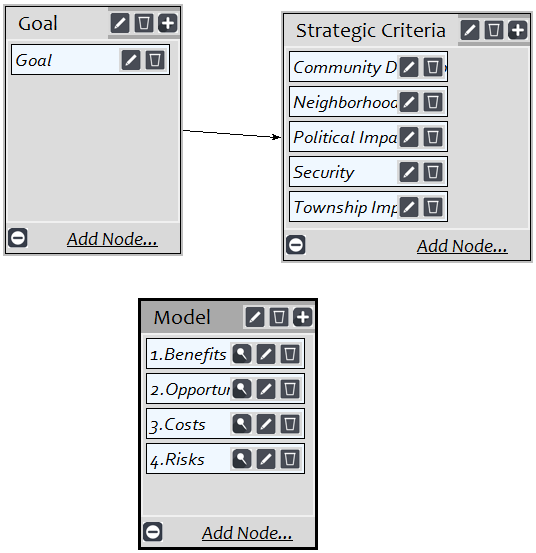 Goal
Goal
Add Node...
Strategic Criteria
Community D
Neighborhood
Political Impa
Security
Township Imp
Add Node...
Model
1.Benefits
2.Opportu
3.Costs
4.Risks
Add Node...